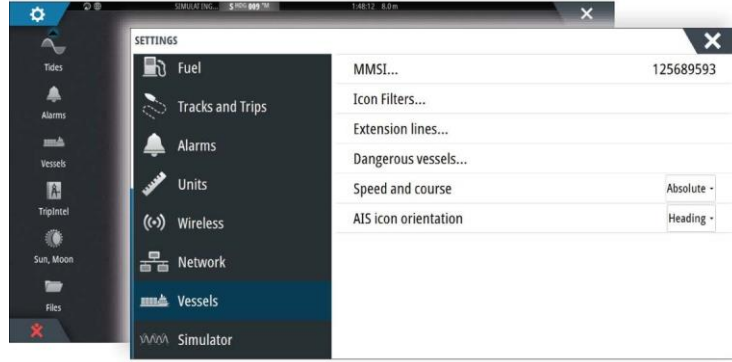 SIMULATING... S HDG 009 °M 1:48:12 8.0 m
SETTINGS
Tides
Alarms
Vessels
TripIntel
Sun, Moon
Files
Fuel
Tracks and Trips
Alarms
Units
Wireless
Network
Vessels
Simulator
MMSI... 125689593
Icon Filters...
Extension lines...
Dangerous vessels...
Speed and course Absolute
AIS icon orientation Heading